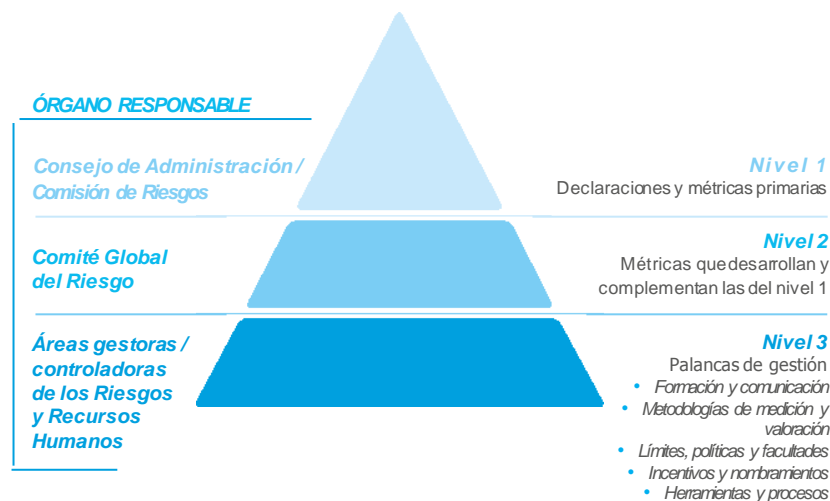 ÓRGANO RESPONSABLE
Consejo de Administración /
Comisión de Riesgos
Nivel 1
Declaraciones y métricas primarias
Comité Global
del Riesgo
Nivel 2
Métricas que desarrollan y
complementan las del nivel 1
Áreas gestoras /
controladoras
de los Riesgos
y Recursos
Humanos
Nivel 3
Palancas de gestión
• Formación y comunicación
• Metodologías de medición y
valoración
• Límites, políticas y facultades
• Incentivos y nombramientos
• Herramientas y procesos